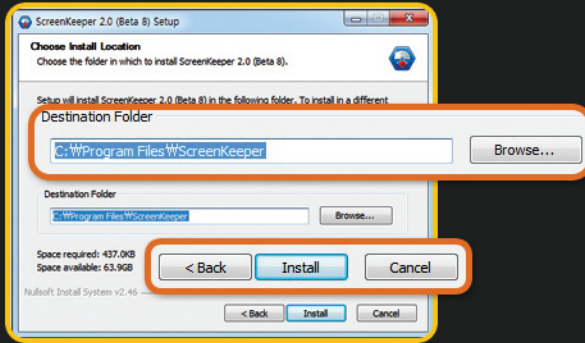 ScreenKeeper 2.0 (Beta 8) Setup
Choose Install Location
Choose the folder in which to install ScreenKeeper 2.0 (Beta 8).
Setup will install ScreenKeeper 2.0 (Beta 8) in the following folder. To install in a different
Destination Folder
C:₩Program Files₩ScreenKeeper
Browse...
Destination Folder
C:₩Program Files₩ScreenKeeper
Browse...
Space required: 437.0KB
Space available: 63.9GB
< Back Install Cancel
Nullsoft Install System v2.46
< Back Install Cancel